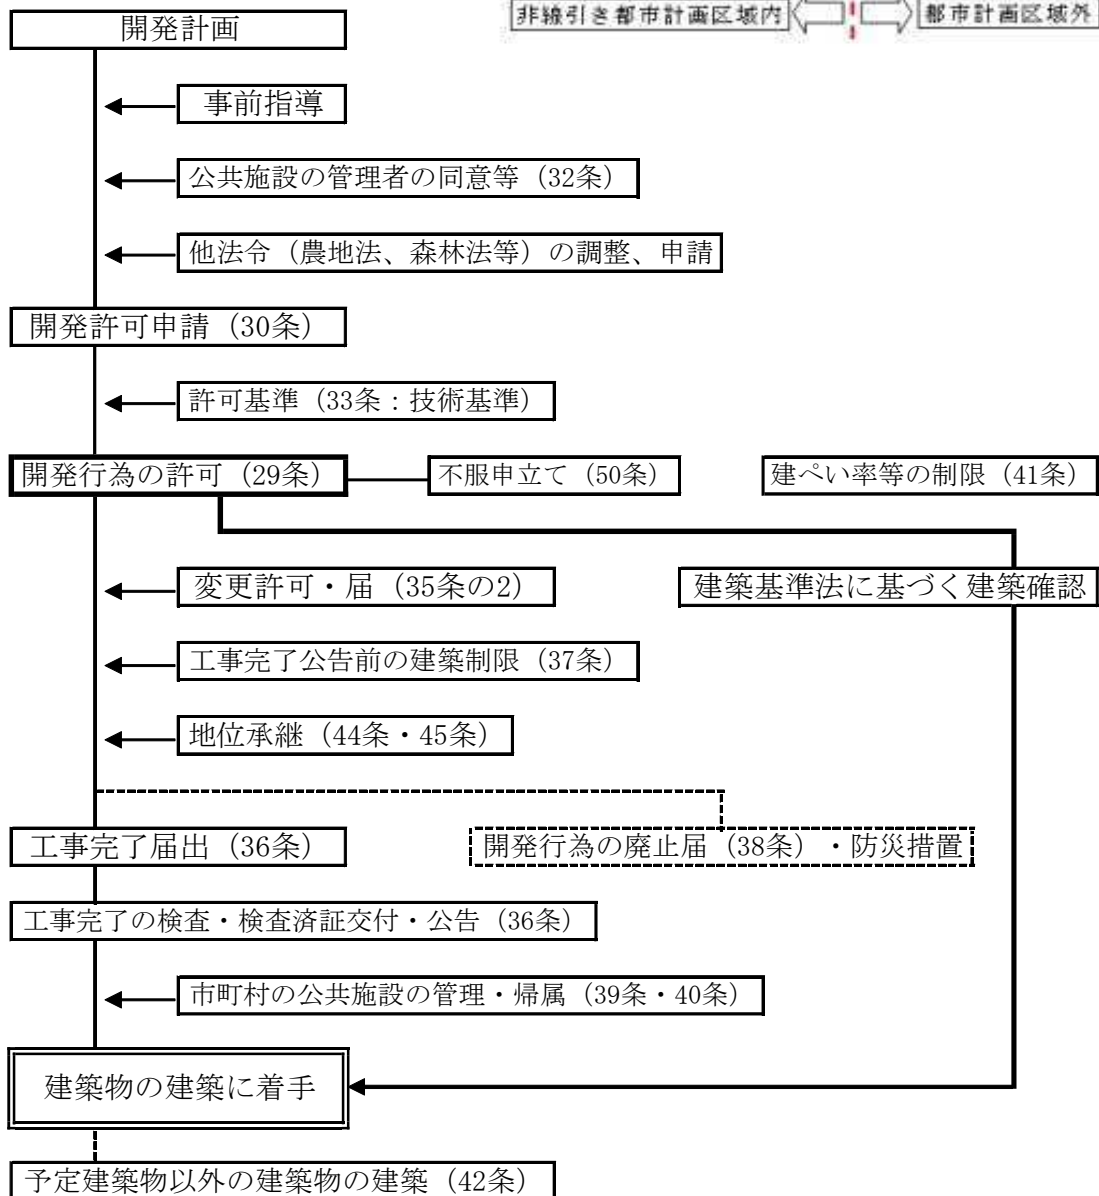 非線引き都市計画区域内 都市計画区域外
開発計画
事前指導
公共施設の管理者の同意等（32条）
他法令（農地法、森林法等）の調整、申請
開発許可申請（30条）
許可基準（33条：技術基準）
開発行為の許可（29条） 不服申立て（50条） 建ぺい率等の制限（41条）
変更許可・届（35条の2） 建築基準法に基づく建築確認
工事完了公告前の建築制限（37条）
地位承継（44条・45条）
工事完了届出（36条） 開発行為の廃止届（38条）・防災措置
工事完了の検査・検査済証交付・公告（36条）
市町村の公共施設の管理・帰属（39条・40条）
建築物の建築に着手
予定建築物以外の建築物の建築（42条）